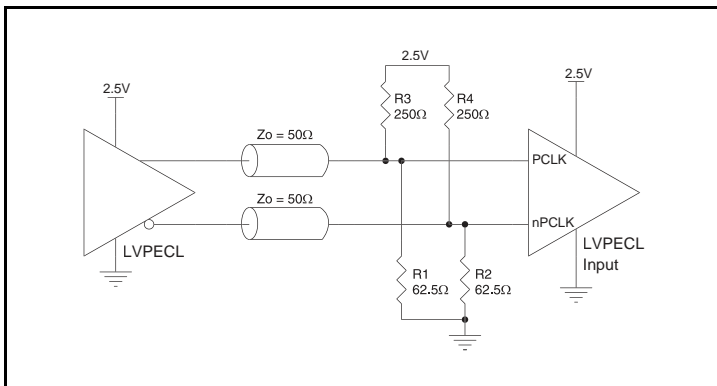 2.5V
2.5V
2.5V
R3
250Ω
R4
250Ω
Zo = 50Ω
PCLK
Zo = 50Ω
nPCLK
LVPECL
LVPECL
Input
R1
62.5Ω
R2
62.5Ω